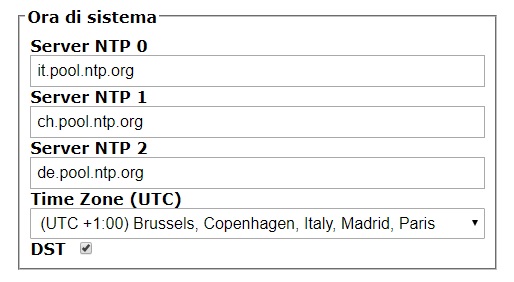 Ora di sistema
Server NTP 0
it.pool.ntp.org
Server NTP 1
ch.pool.ntp.org
Server NTP 2
de.pool.ntp.org
Time Zone (UTC)
(UTC +1:00) Brussels, Copenhagen, Italy, Madrid, Paris
DST